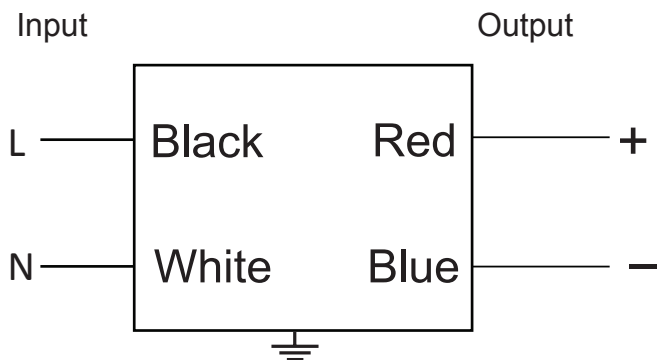 Input Output
L Black Red +
N White Blue −